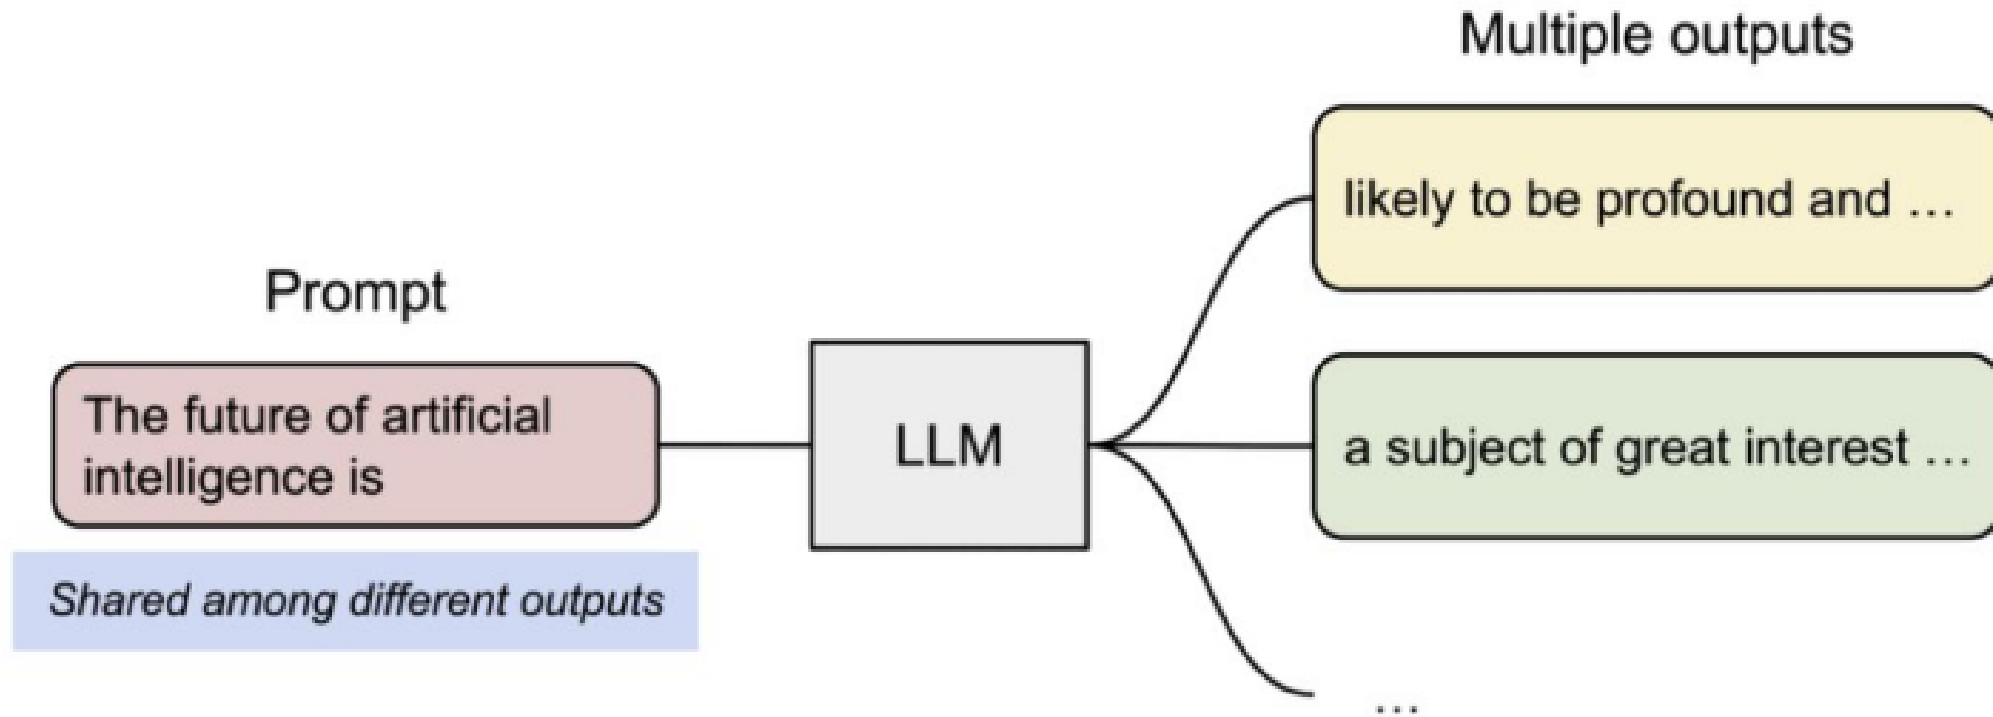 Multiple outputs
likely to be profound and …
Prompt
The future of artificial
intelligence is
LLM
a subject of great interest …
Shared among different outputs
…